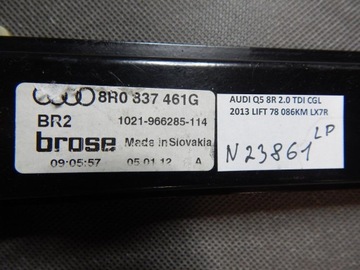 8R0 837 461G
BR2
1021-966285-114
brose
Made in Slovakia
09:05:57
05 01 12
A
AUDI Q5 8R 2.0 TDI CGL
2013 LIFT 78 086KM LX7R
LP
N23861